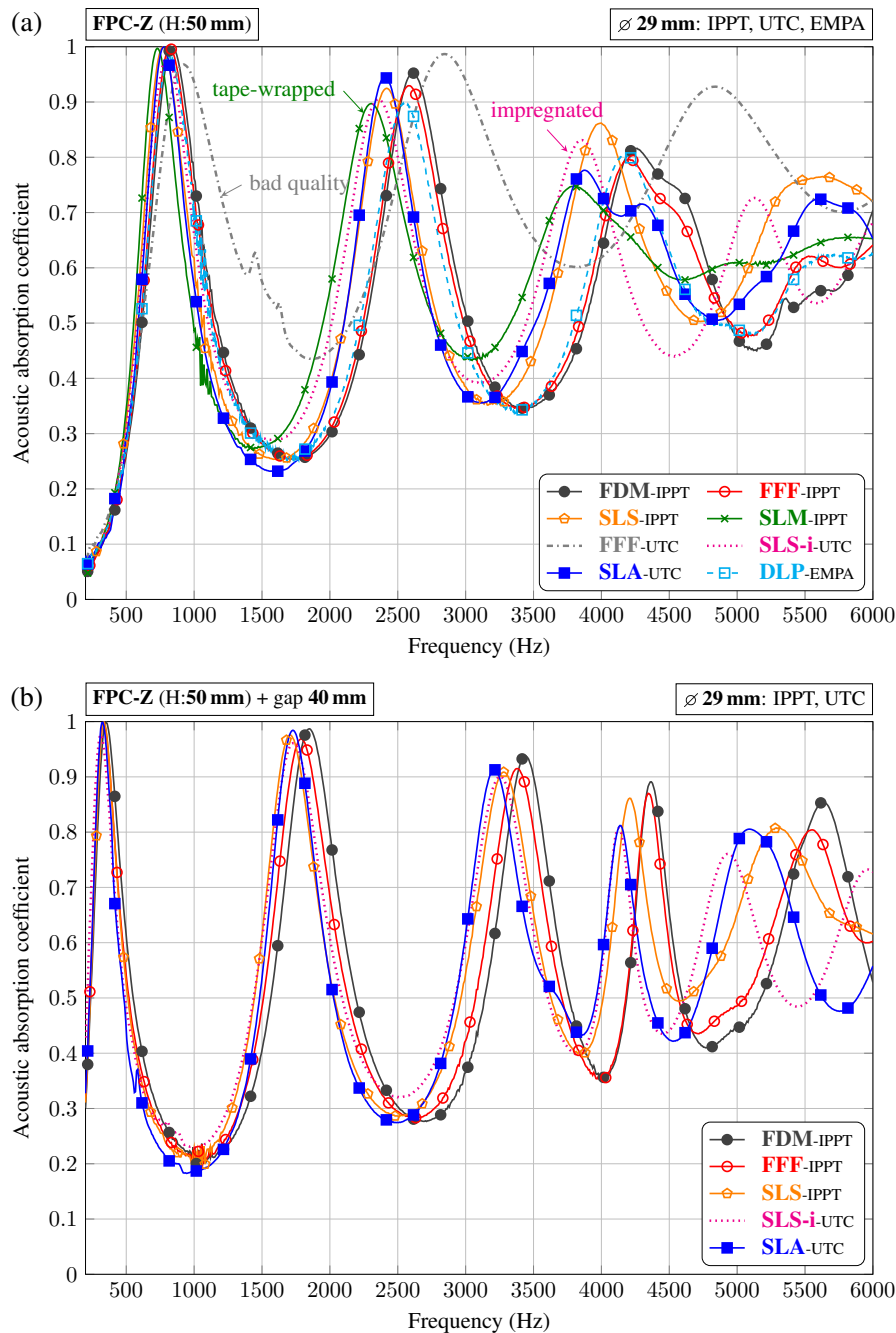 (a)
FPC-Z (H:50 mm)
⌀ 29 mm: IPPT, UTC, EMPA
1
0.9
0.8
0.7
0.6
0.5
0.4
0.3
0.2
0.1
0
Acoustic absorption coefficient
tape-wrapped
impregnated
bad quality
FDM-IPPT
FFF-IPPT
SLS-IPPT
SLM-IPPT
FFF-UTC
SLS-i-UTC
SLA-UTC
DLP-EMPA
500 1000 1500 2000 2500 3000 3500 4000 4500 5000 5500 6000
Frequency (Hz)
(b)
FPC-Z (H:50 mm) + gap 40 mm
⌀ 29 mm: IPPT, UTC
1
0.9
0.8
0.7
0.6
0.5
0.4
0.3
0.2
0.1
0
Acoustic absorption coefficient
FDM-IPPT
FFF-IPPT
SLS-IPPT
SLS-i-UTC
SLA-UTC
500 1000 1500 2000 2500 3000 3500 4000 4500 5000 5500 6000
Frequency (Hz)